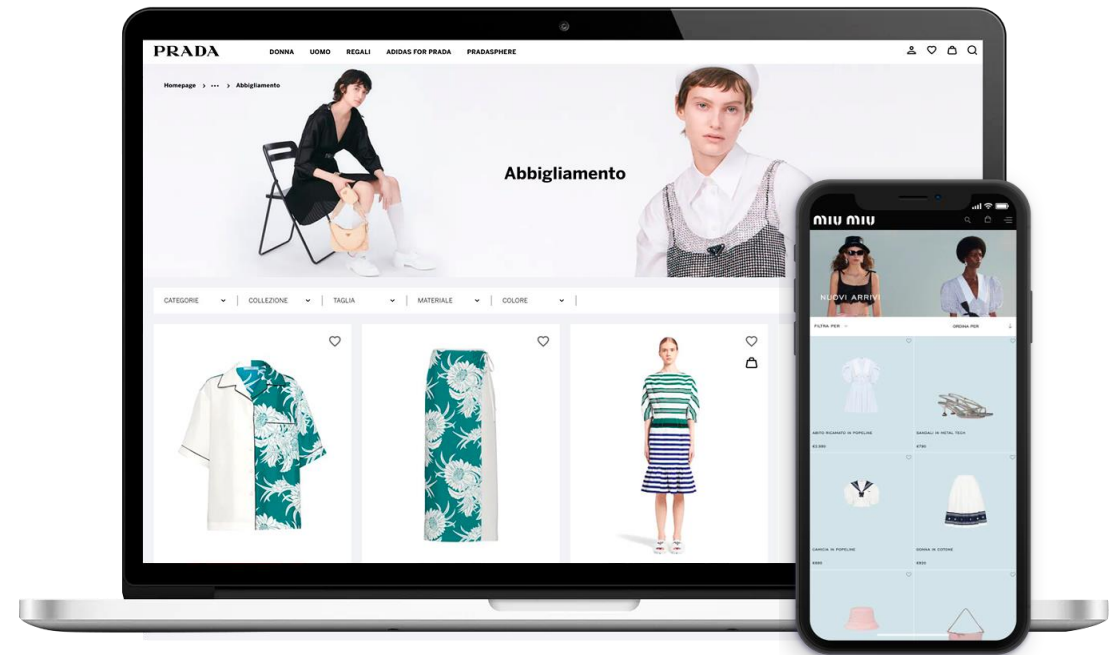 PRADA
DONNA UOMO REGALI ADIDAS FOR PRADA PRADASPHERE
Homepage > ... > Abbigliamento
Abbigliamento
CATEGORIE COLLEZIONE TAGLIA MATERIALE COLORE
MIU MIU
NUOVI ARRIVI
FILTRA PER ORDINA PER
ABITO RICAMATO IN POPELINE SANDALI IN METAL TECH
€790
CAMICIA IN POPELINE GONNA IN COTONE